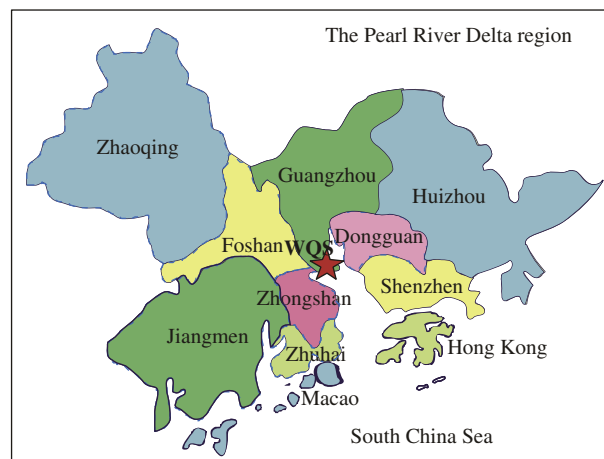 The Pearl River Delta region
Zhaoqing
Guangzhou
Huizhou
Foshan
WQS
Dongguan
Shenzhen
Zhongshan
Jiangmen
Zhuhai
Hong Kong
Macao
South China Sea